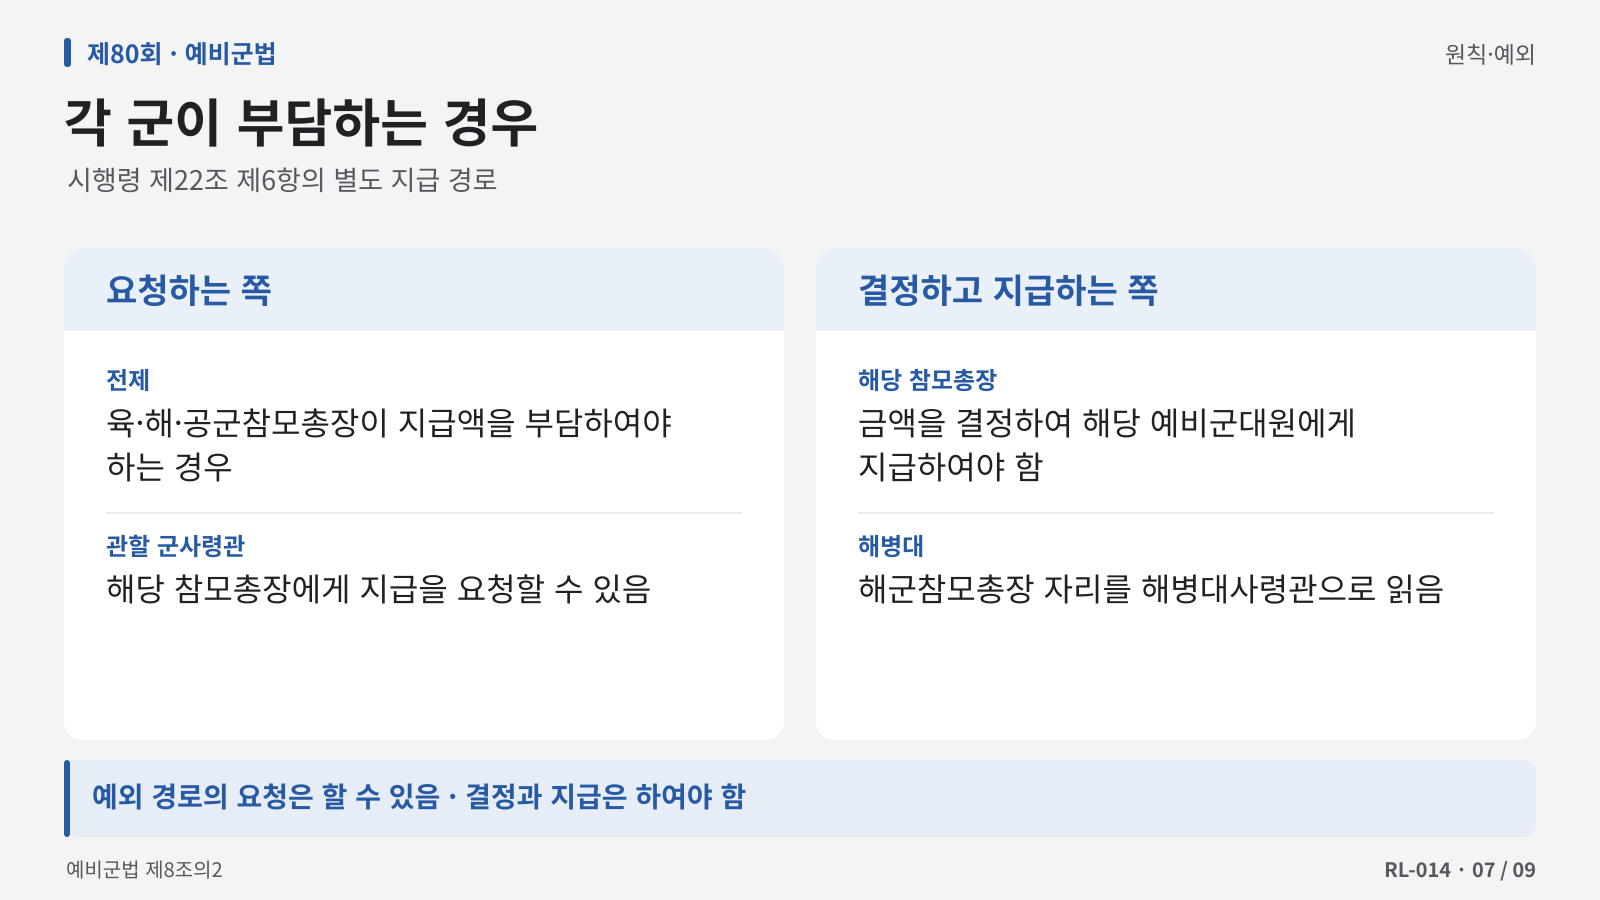 제80회 · 예비군법
원칙·예외
각 군이 부담하는 경우
시행령 제22조 제6항의 별도 지급 경로
요청하는 쪽
전제
육·해·공군참모총장이 지급액을 부담하여야
하는 경우
관할 군사령관
해당 참모총장에게 지급을 요청할 수 있음
결정하고 지급하는 쪽
해당 참모총장
금액을 결정하여 해당 예비군대원에게
지급하여야 함
해병대
해군참모총장 자리를 해병대사령관으로 읽음
예외 경로의 요청은 할 수 있음 · 결정과 지급은 하여야 함
예비군법 제8조의2
RL-014 · 07 / 09